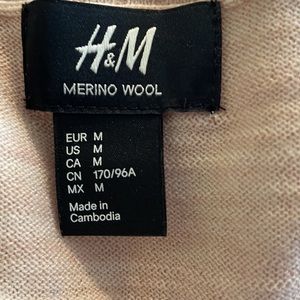 H&M
MERINO WOOL
EUR M
US M
CA M
CN 170/96A
MX M
Made in
Cambodia